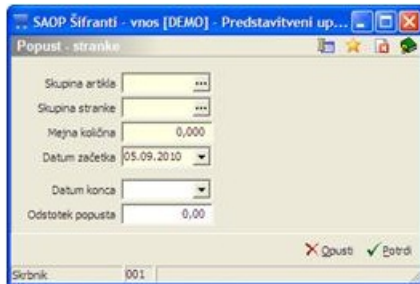 SAOP Šifranti - vnos [DEMO] - Predstavitveni up...
Popust - stranke
Skupina artikla
Skupina stranke
Mejna količina 0,000
Datum začetka 05.09.2010
Datum konca
Odstotek popusta 0,00
Opusti Potrdi
Skrbnik 001